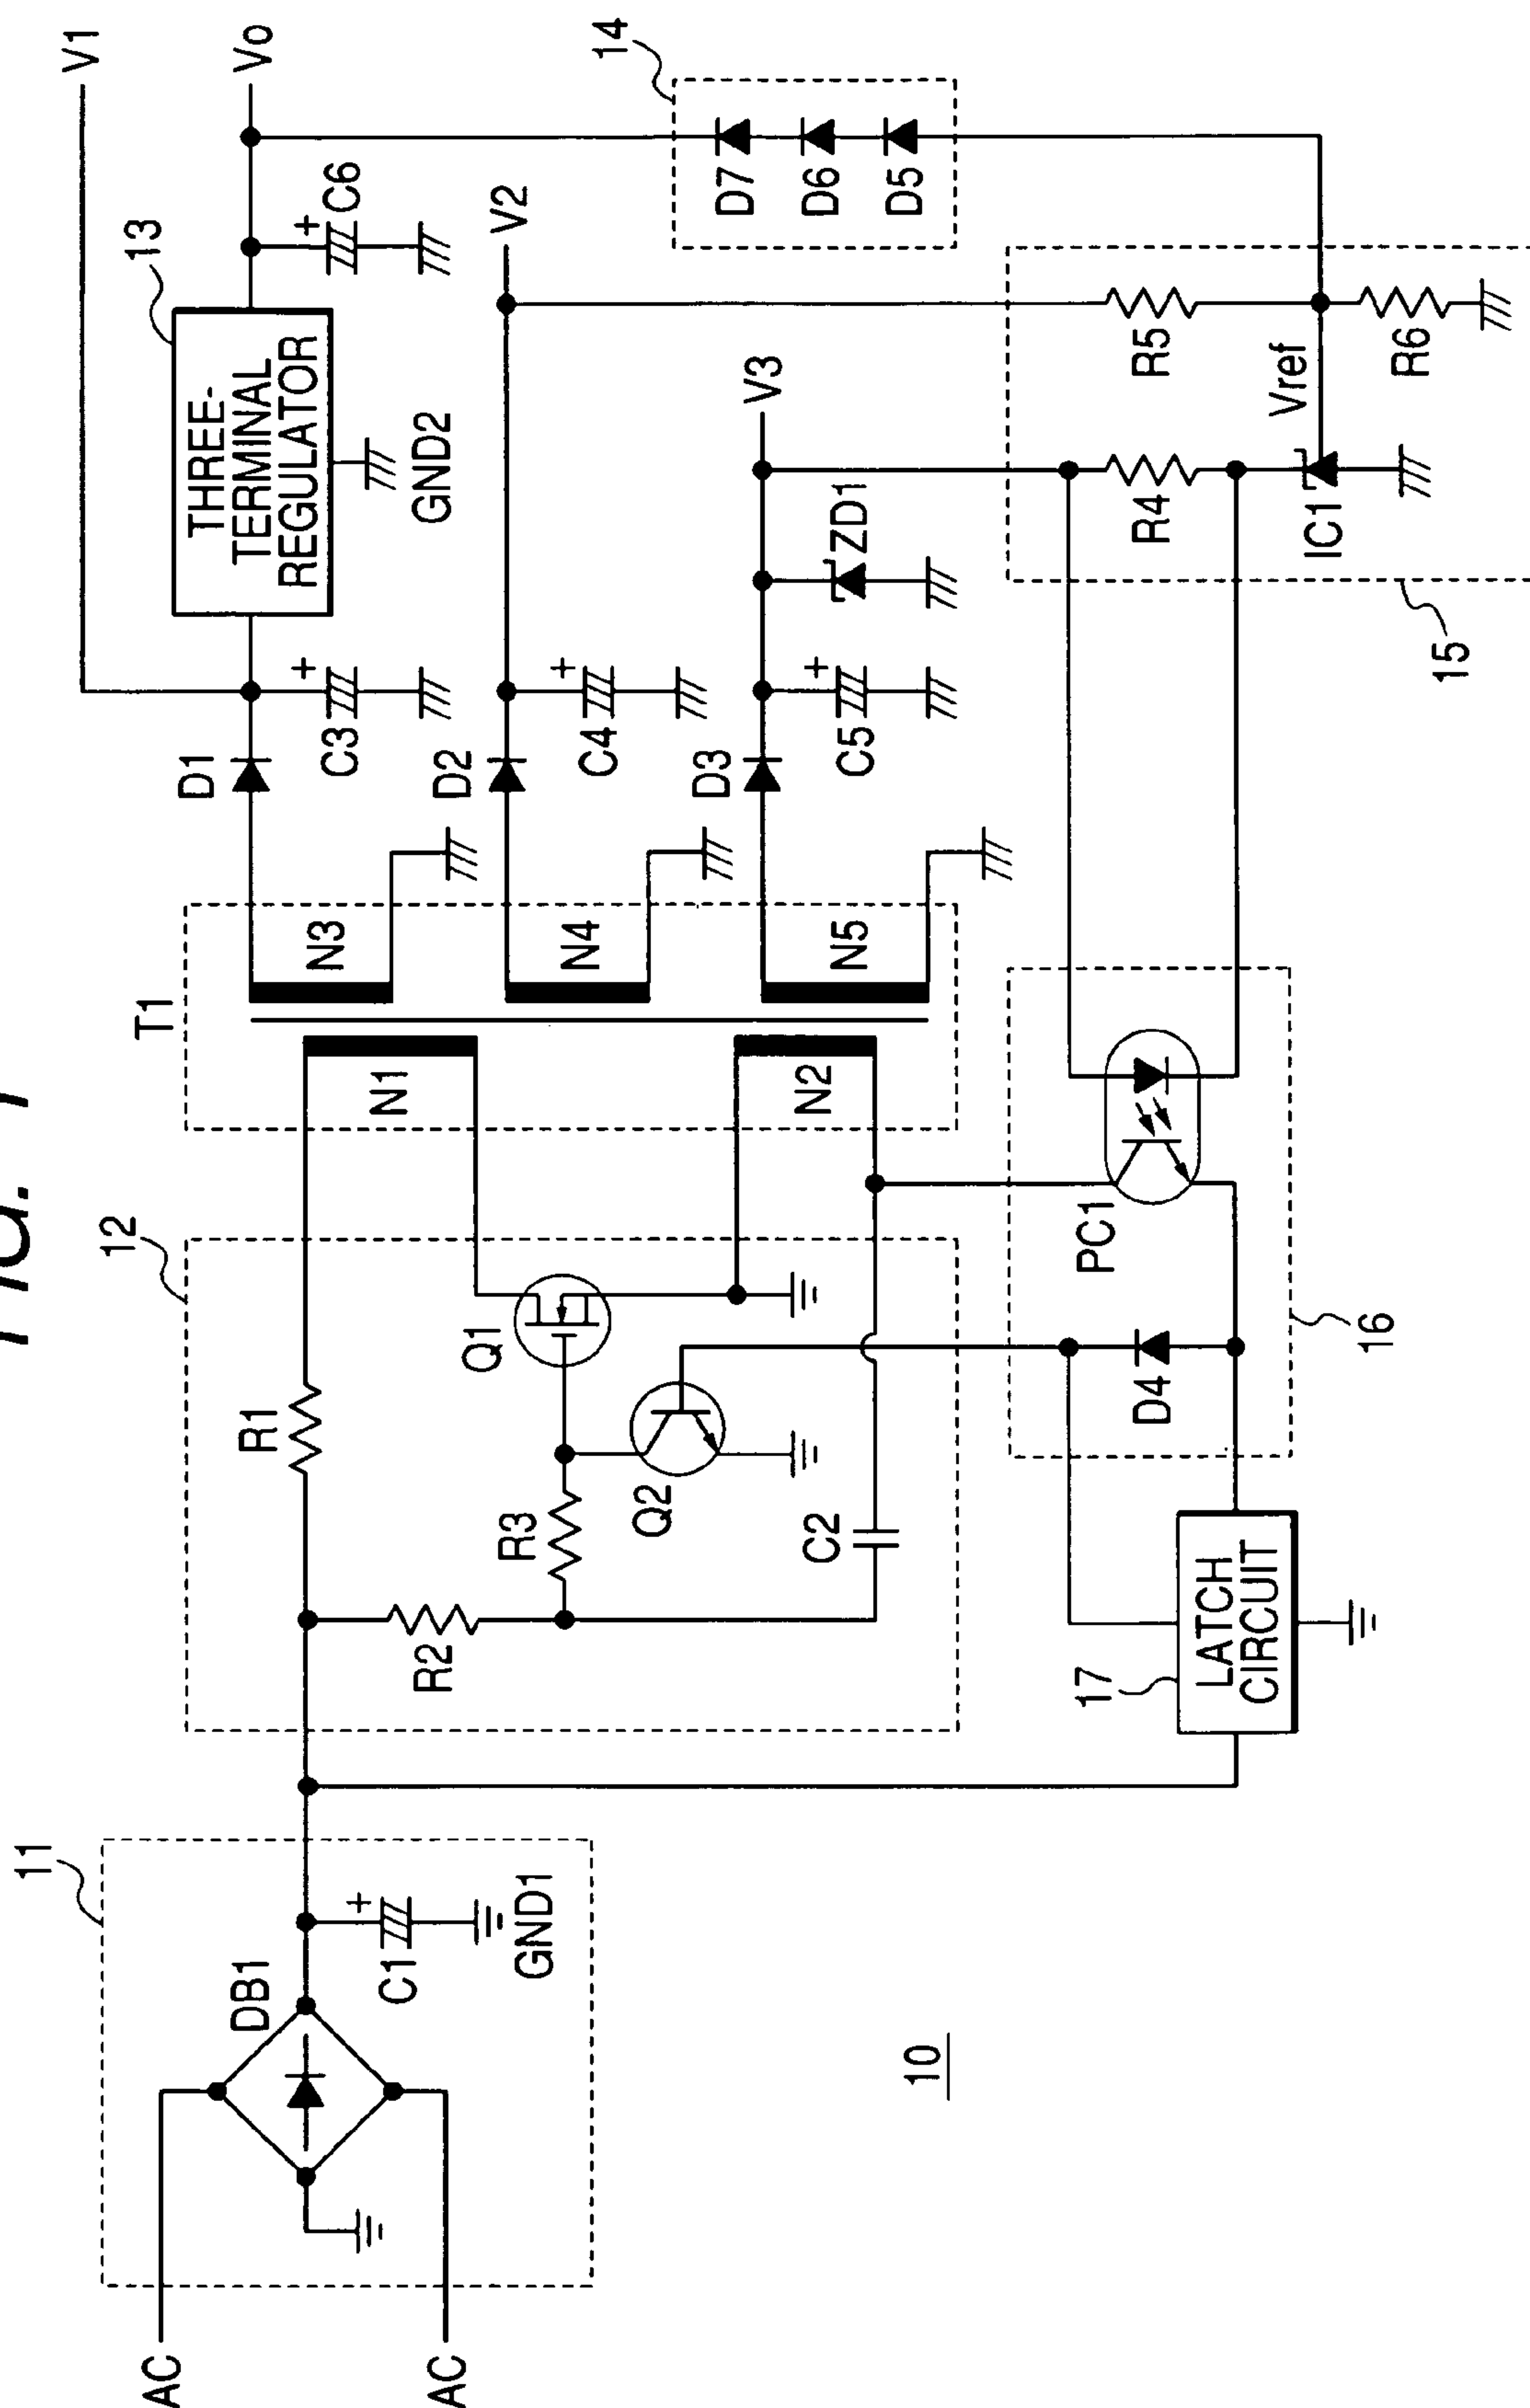 FIG. 1
11
AC
AC
DB1
C1
+
GND1
12
R1
R2
R3
Q1
Q2
C2
T1
N1
N2
N3
N4
N5
D1
C3
+
V1
13
THREE-
TERMINAL
REGULATOR
GND2
C6
+
Vo
D2
C4
+
V2
D3
C5
+
ZD1
V3
14
D7
D6
D5
15
R4
R5
R6
Vref
IC1
16
PC1
D4
17
LATCH
CIRCUIT
10